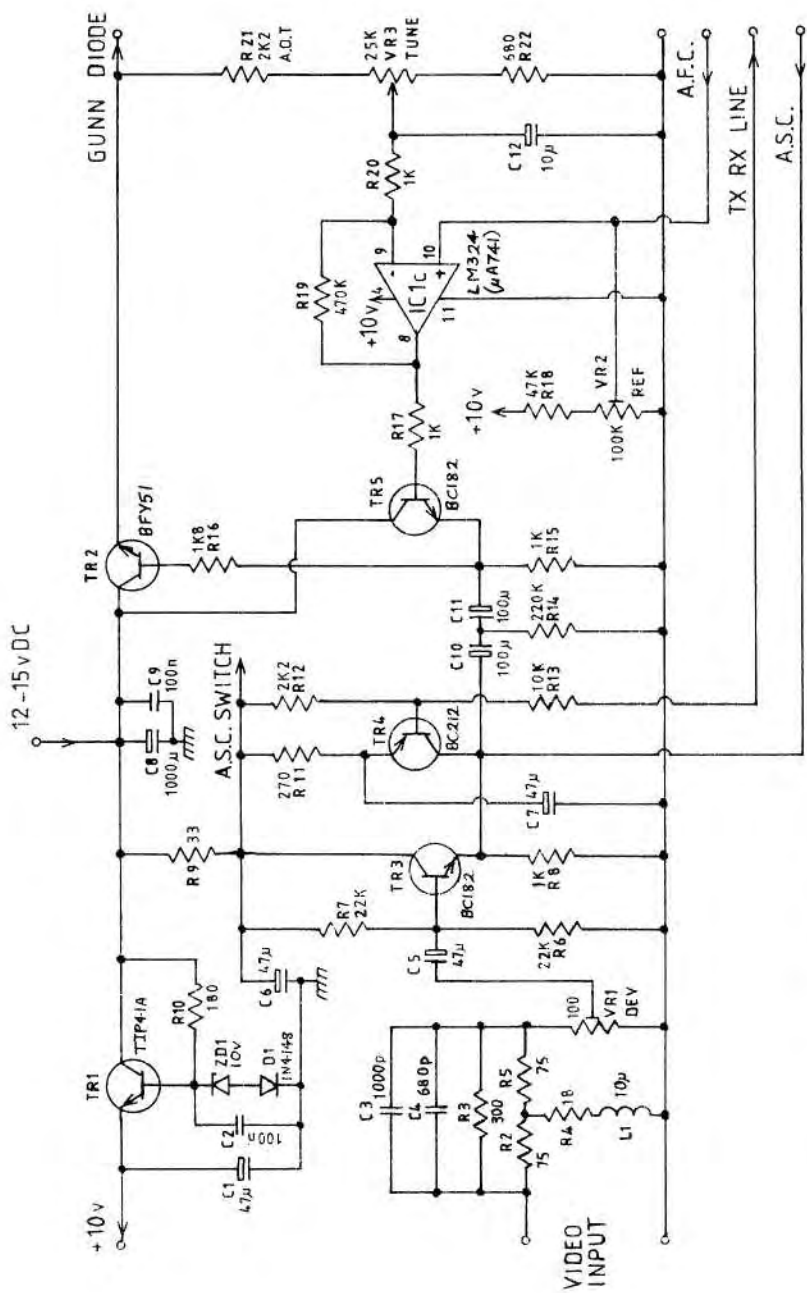 12-15v DC
GUNN DIODE
+10v
TR1
TIP41A
R10
180
ZD1
10v
D1
1N4148
C2
100n
C1
47μ
C6
47μ
R9 33
C8
1000μ
C9
100n
TR2
BFY51
A.S.C. SWITCH
R7
22K
270
R11
2K2
R12
1K8
R16
TR3
BC182
TR4
BC212
TR5
BC182
R17
1K
R19
470K
+10v
4
8
IC1c
9
-
10
+
11
LM324
(μA741)
R20
1K
R21
2K2
A.O.T
25K
VR3
TUNE
680
R22
C12
10μ
+10v
47K
R18
VR2
100K
REF
C10
100μ
C11
100μ
1K
R15
220K
R14
10K
R13
C7 47μ
1K
R8
22K
R6
C5
47μ
100
VR1
DEV
C3
1000p
C4
680p
R3
300
R2
75
R5
75
R4
18
L1
10μ
VIDEO
INPUT
A.F.C.
TX RX LINE
A.S.C.